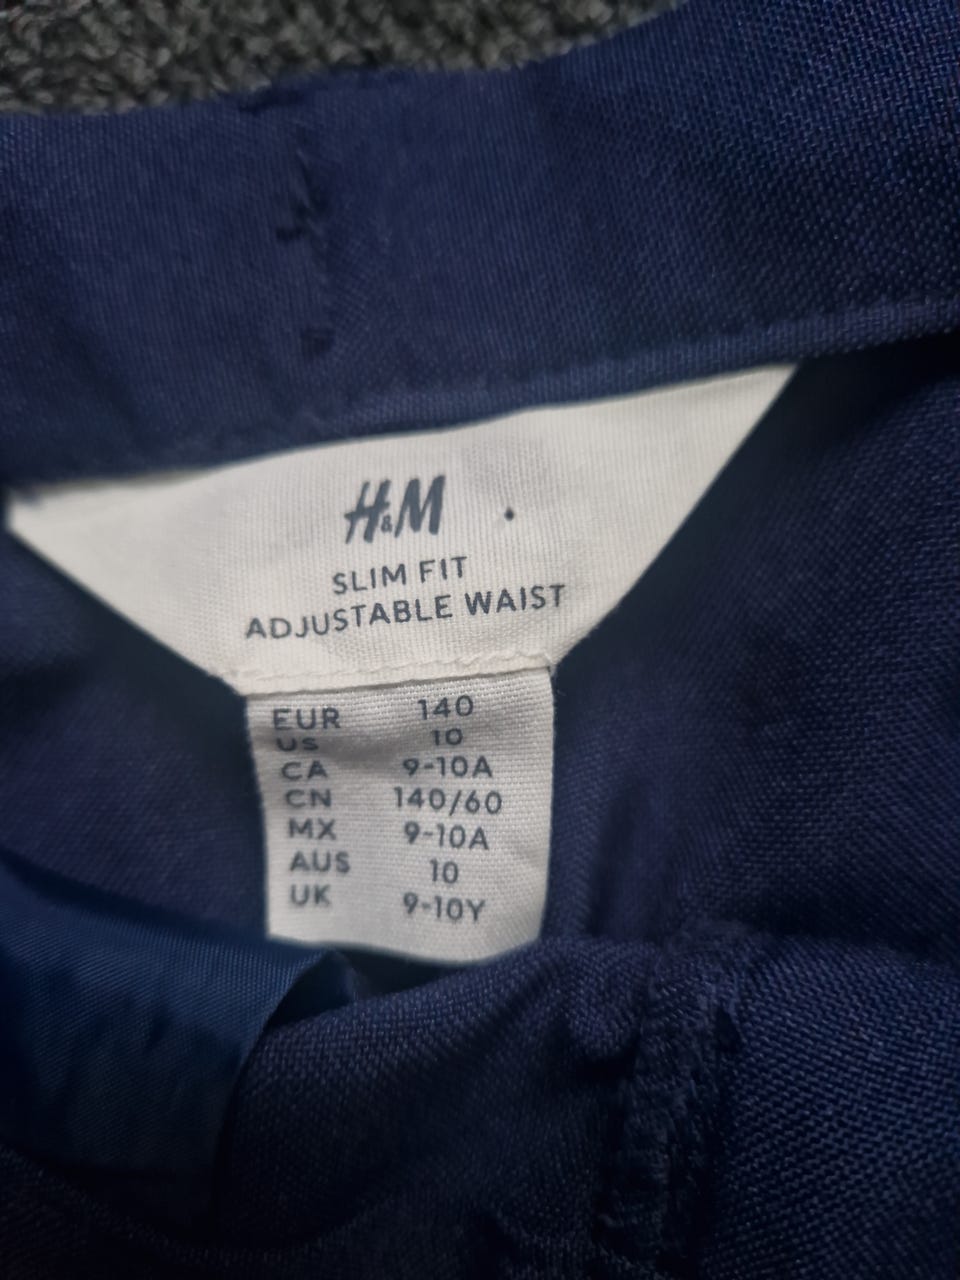 H&M
SLIM FIT
ADJUSTABLE WAIST
EUR 140
US 10
CA 9-10A
CN 140/60
MX 9-10A
AUS 10
UK 9-10Y